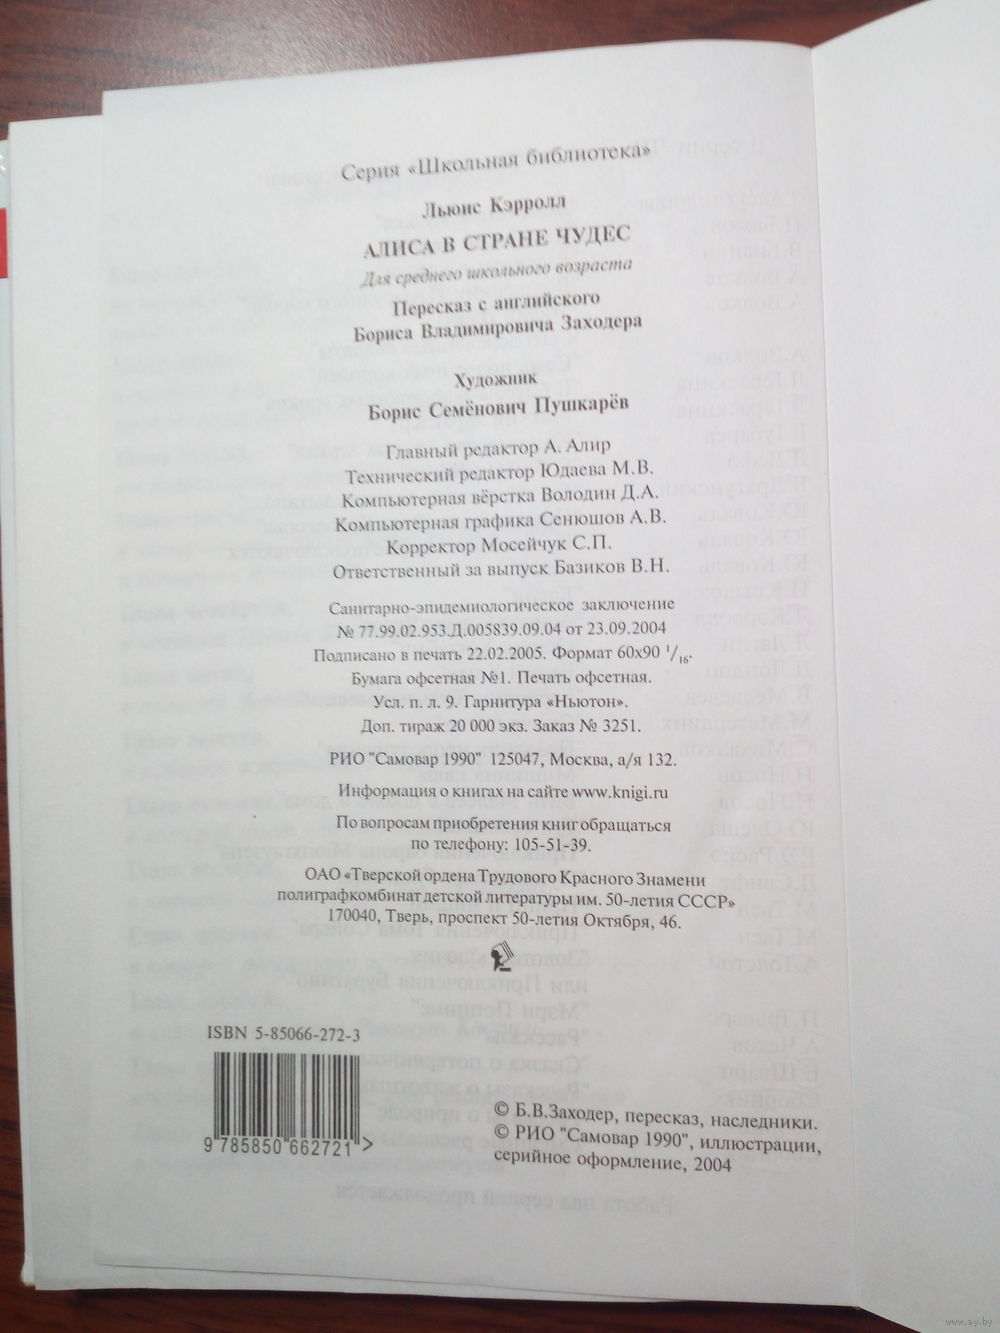 Серия «Школьная библиотека»
Льюис Кэрролл
АЛИСА В СТРАНЕ ЧУДЕС
Для среднего школьного возраста
Пересказ с английского
Бориса Владимировича Заходера
Художник
Борис Семёнович Пушкарёв
Главный редактор А. Алир
Технический редактор Юдаева М.В.
Компьютерная вёрстка Володин Д.А.
Компьютерная графика Сенюшов А.В.
Корректор Мосейчук С.П.
Ответственный за выпуск Базиков В.Н.
Санитарно-эпидемиологическое заключение
№ 77.99.02.953.Д.005839.09.04 от 23.09.2004
Подписано в печать 22.02.2005. Формат 60х90 1/16.
Бумага офсетная №1. Печать офсетная.
Усл. п. л. 9. Гарнитура «Ньютон».
Доп. тираж 20 000 экз. Заказ № 3251.
РИО "Самовар 1990" 125047, Москва, а/я 132.
Информация о книгах на сайте www.knigi.ru
По вопросам приобретения книг обращаться
по телефону: 105-51-39.
ОАО «Тверской ордена Трудового Красного Знамени
полиграфкомбинат детской литературы им. 50-летия СССР»
170040, Тверь, проспект 50-летия Октября, 46.
ISBN 5-85066-272-3
9 785850 662721 >
© Б.В.Заходер, пересказ, наследники.
© РИО "Самовар 1990", иллюстрации,
серийное оформление, 2004
www.ay.by